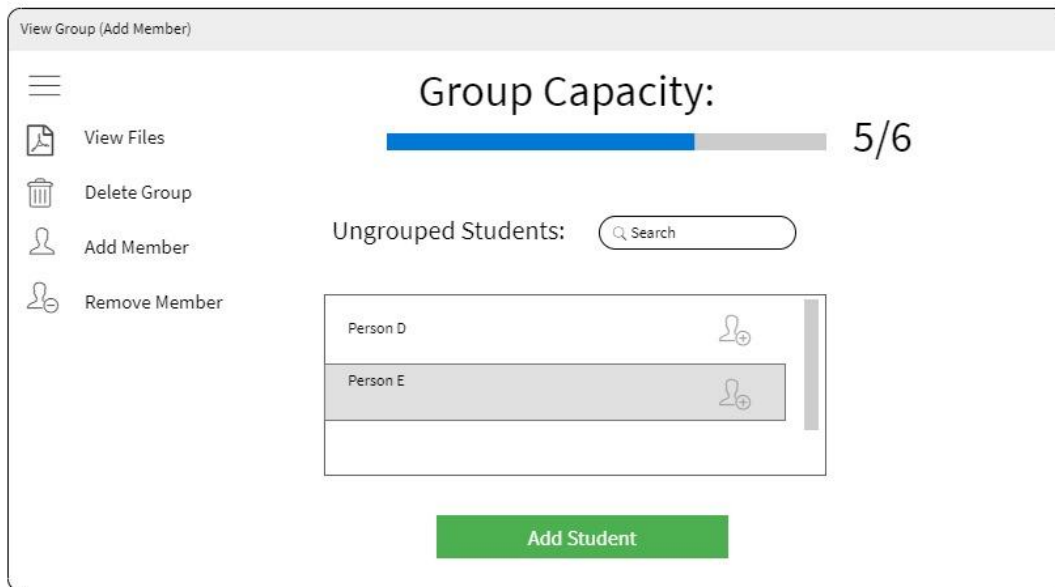 View Group (Add Member)
Group Capacity:
5/6
View Files
Delete Group
Add Member
Remove Member
Ungrouped Students:
Search
Person D
Person E
Add Student